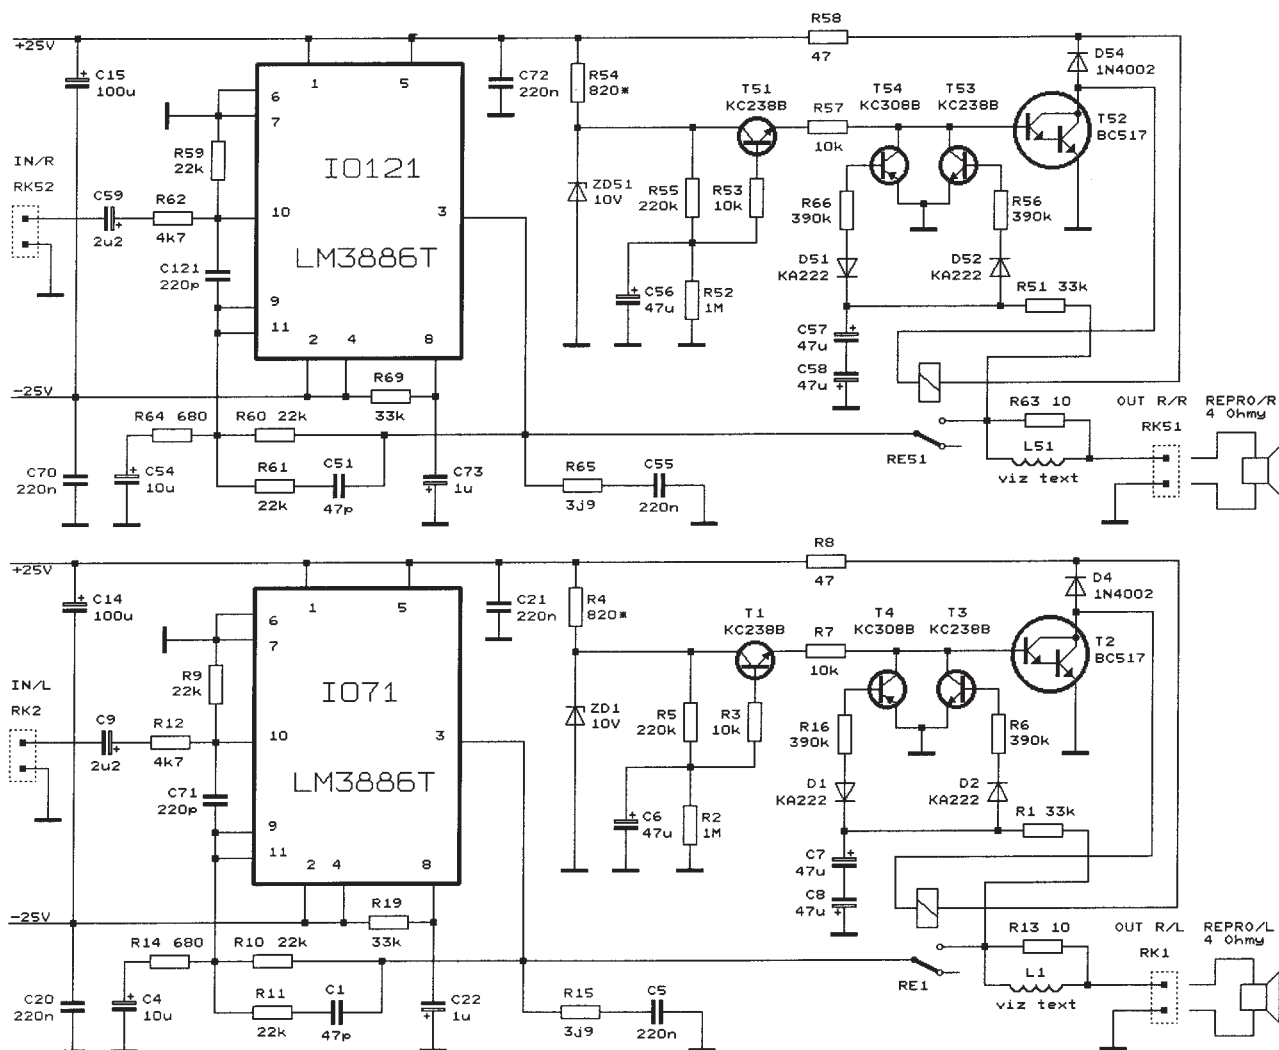 R58
+25V
47
D54
1N4002
C15
100u
1
5
C72
220n
R54
820*
T51
KC238B
T54
KC308B
T53
KC238B
6
7
R57
10k
T52
BC517
IN/R
RK52
R59
22k
IO121
ZD51
10V
R55
220k
R53
10k
C59
2u2
R62
4k7
10
3
R66
390k
R56
390k
LM3886T
C121
220p
D51
KA222
D52
KA222
9
11
C56
47u
R52
1M
R51 33k
2
4
8
C57
47u
R69
33k
C58
47u
-25V
R64 680
R60 22k
R63 10
OUT R/R
REPRO/R
4 Ohmy
RK51
RE51
L51
viz text
C70
220n
C54
10u
R61
22k
C51
47p
C73
1u
R65
3j9
C55
220n
R8
+25V
47
D4
1N4002
C14
100u
1
5
C21
220n
R4
820*
T1
KC238B
T4
KC308B
T3
KC238B
6
7
R7
10k
T2
BC517
IN/L
RK2
R9
22k
IO71
ZD1
10V
R5
220k
R3
10k
C9
2u2
R12
4k7
10
3
R16
390k
R6
390k
LM3886T
C71
220p
D1
KA222
D2
KA222
9
11
C6
47u
R2
1M
R1 33k
2
4
8
C7
47u
R19
33k
C8
47u
-25V
R14 680
R10 22k
R13 10
OUT R/L
REPRO/L
4 Ohmy
RK1
RE1
L1
viz text
C20
220n
C4
10u
R11
22k
C1
47p
C22
1u
R15
3j9
C5
220n